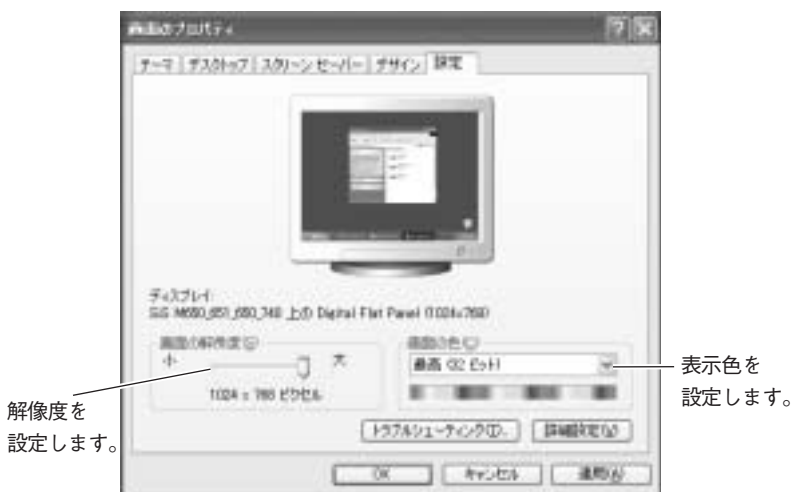 画面のプロパティ
テーマ デスクトップ スクリーン セーバー デザイン 設定
ディスプレイ:
SiS M650_651_680_740 上の Digital Flat Panel (1024x768)
画面の解像度(S)
小 大
1024 x 768 ピクセル
画面の色(C)
最高 (32 ビット)
トラブルシューティング(T)... 詳細設定(V)
OK キャンセル 適用(A)
解像度を
設定します。
表示色を
設定します。